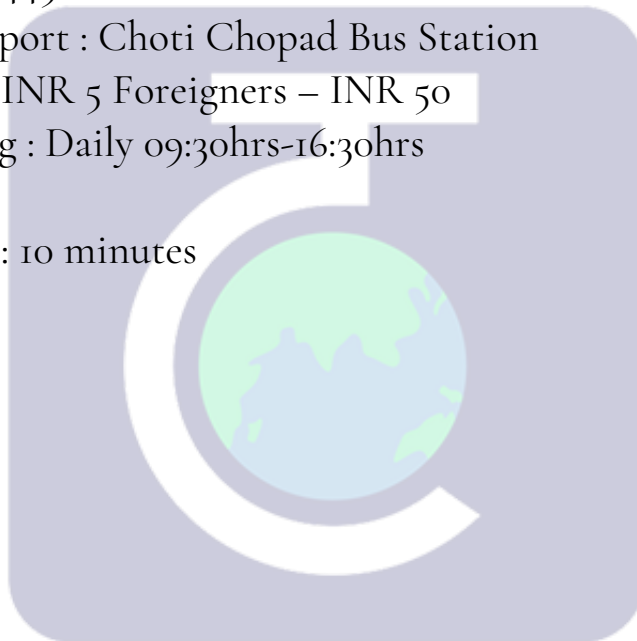 port : Choti Chopad Bus Station
INR 5 Foreigners – INR 50
g : Daily 09:30hrs-16:30hrs
: 10 minutes